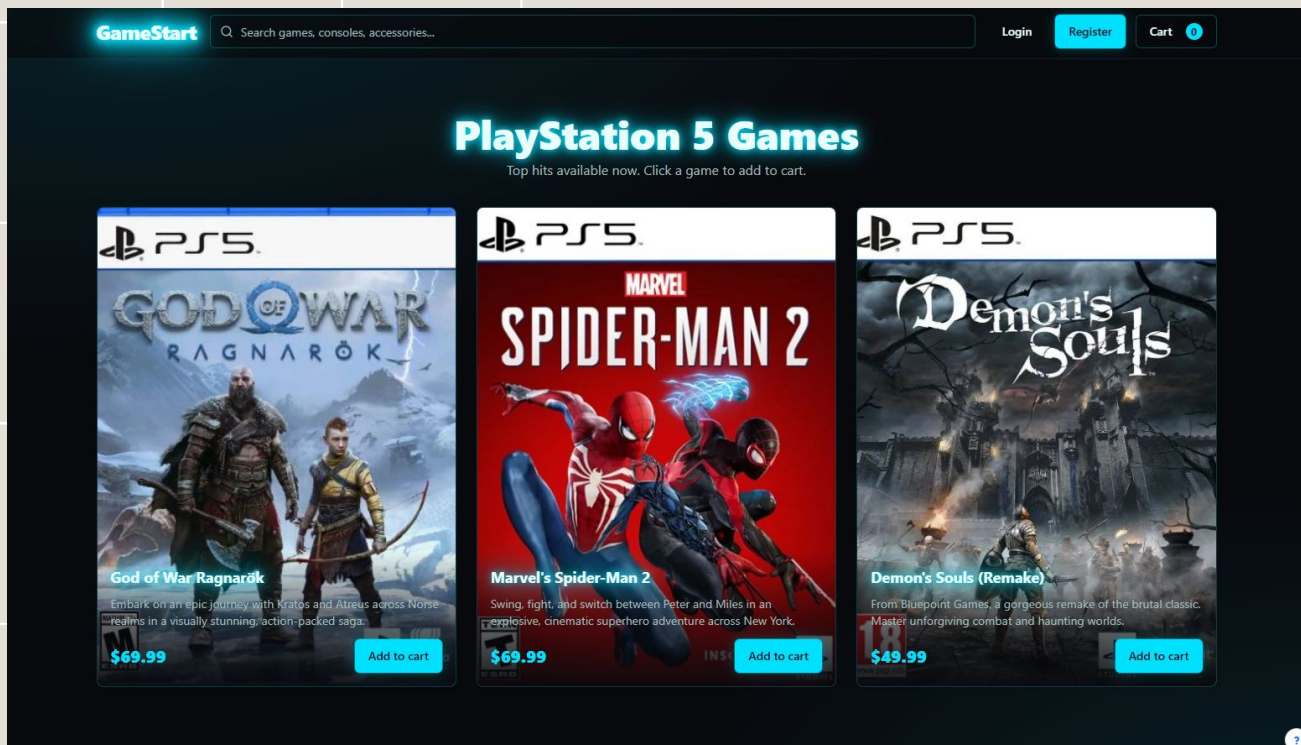 GameStart
Search games, consoles, accessories...
Login
Register
Cart 0
PlayStation 5 Games
Top hits available now. Click a game to add to cart.
PS5
GOD OF WAR
RAGNARÖK
God of War Ragnarök
Embark on an epic journey with Kratos and Atreus across Norse
realms in a visually stunning, action-packed saga.
$69.99
Add to cart
PS5
MARVEL
SPIDER-MAN 2
Marvel's Spider-Man 2
Swing, fight, and switch between Peter and Miles in an
explosive, cinematic superhero adventure across New York.
$69.99
Add to cart
PS5
Demon's
Souls
Demon's Souls (Remake)
From Bluepoint Games, a gorgeous remake of the brutal classic.
Master unforgiving combat and haunting worlds.
18
$49.99
Add to cart
?